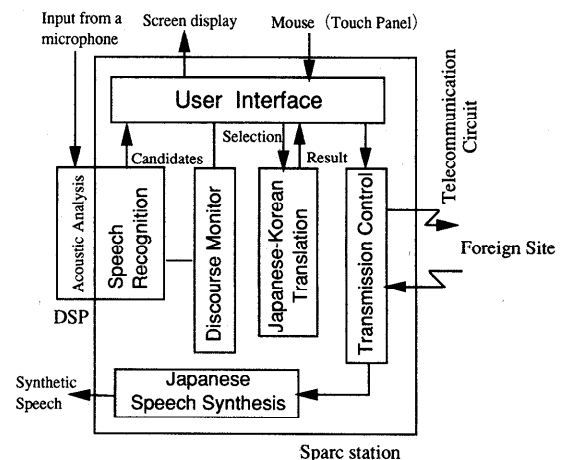 Input from a
microphone
Screen display
Mouse (Touch Panel)
User Interface
Telecommunication
Circuit
Candidates
Selection
Result
Acoustic Analysis
Speech
Recognition
Discourse Monitor
Japanese-Korean
Translation
Transmission Control
Foreign Site
DSP
Synthetic
Speech
Japanese
Speech Synthesis
Sparc station